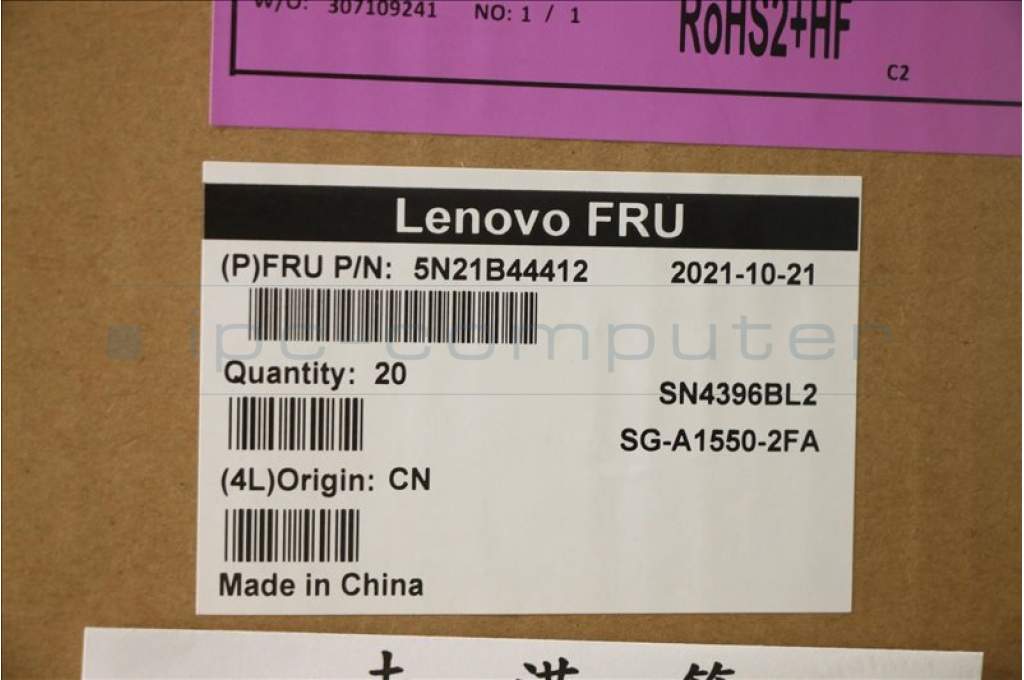 W/O: 307109241 NO: 1 / 1
RoHS2+HF
C2
Lenovo FRU
(P)FRU P/N: 5N21B44412 2021-10-21
ipc-computer
Quantity: 20
SN4396BL2
SG-A1550-2FA
(4L)Origin: CN
Made in China